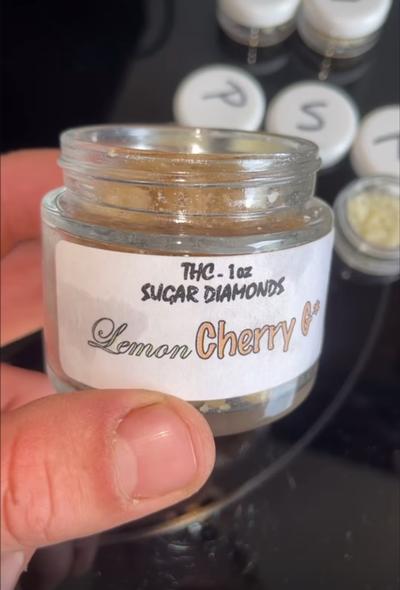 P
S
THC - 1oz
SUGAR DIAMONDS
Lemon Cherry G*